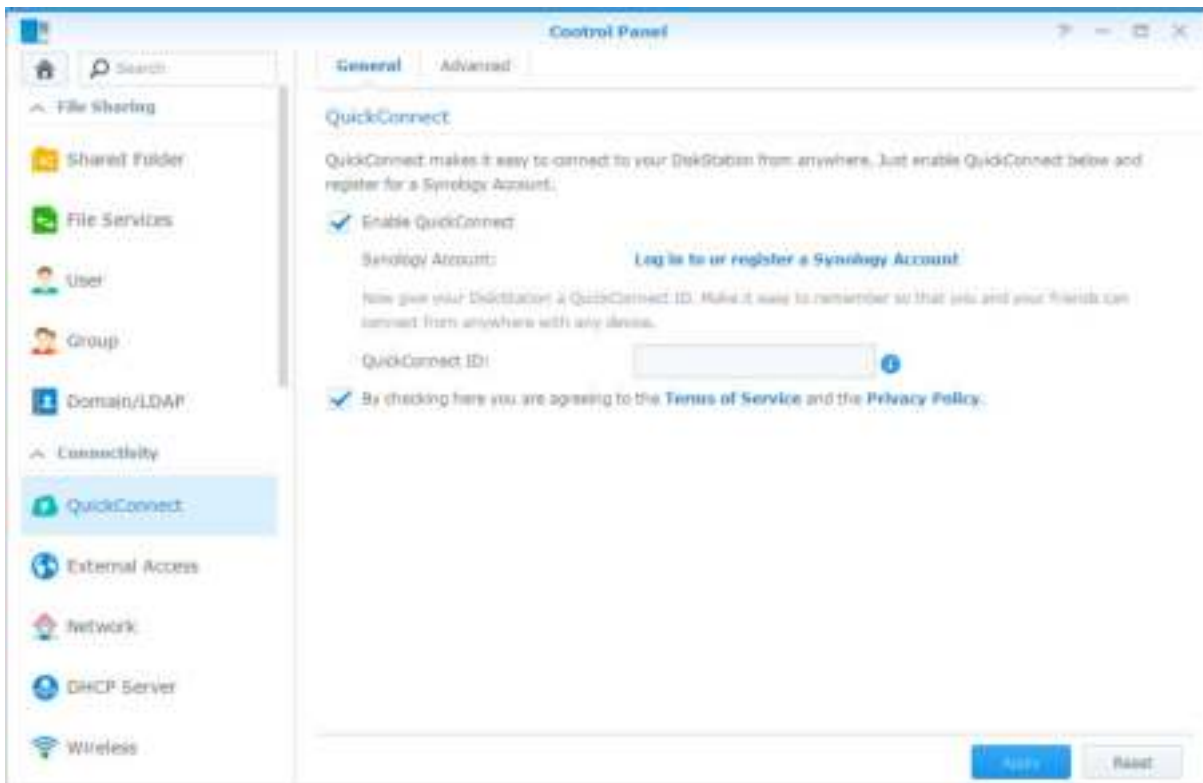 Control Panel
Search
General Advanced
File Sharing
QuickConnect
Shared Folder
QuickConnect makes it easy to connect to your DiskStation from anywhere. Just enable QuickConnect below and
register for a Synology Account.
File Services
Enable QuickConnect
Synology Account: Log in to or register a Synology Account
User
Now give your DiskStation a QuickConnect ID. Make it easy to remember so that you and your friends can
connect from anywhere with any device.
Group
QuickConnect ID:
Domain/LDAP
By checking here you are agreeing to the Terms of Service and the Privacy Policy.
Connectivity
QuickConnect
External Access
Network
DHCP Server
Wireless
Apply Reset